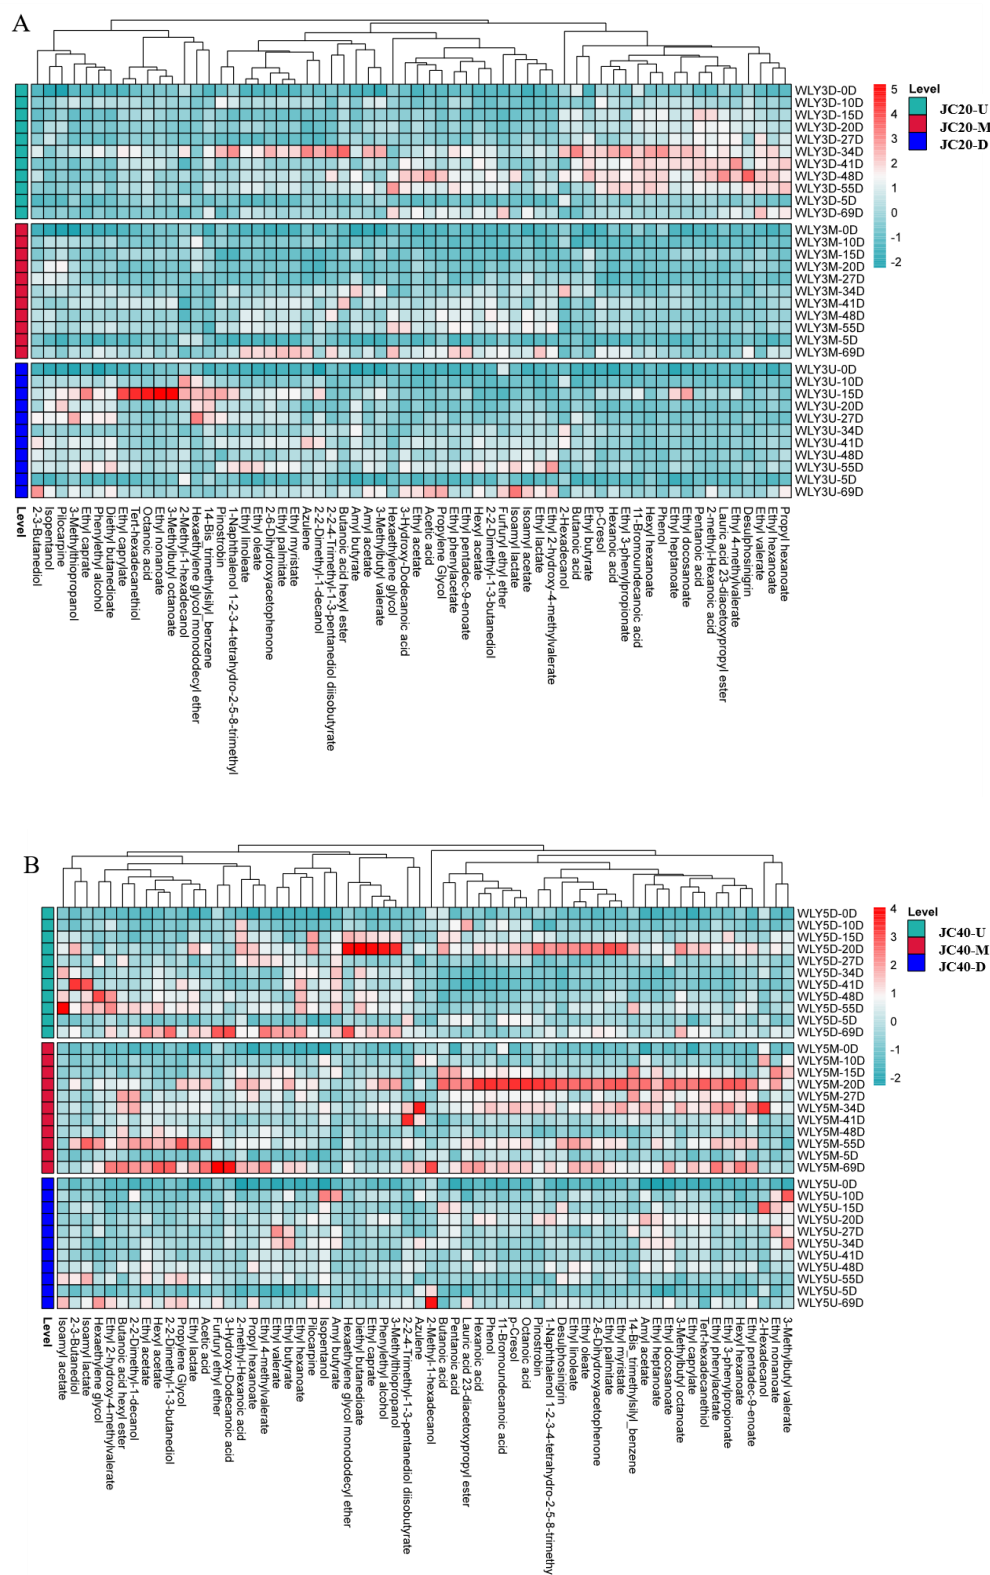 A
WLY3D-0D
WLY3D-10D
WLY3D-15D
WLY3D-20D
WLY3D-27D
WLY3D-34D
WLY3D-41D
WLY3D-48D
WLY3D-55D
WLY3D-5D
WLY3D-69D
WLY3M-0D
WLY3M-10D
WLY3M-15D
WLY3M-20D
WLY3M-27D
WLY3M-34D
WLY3M-41D
WLY3M-48D
WLY3M-55D
WLY3M-5D
WLY3M-69D
WLY3U-0D
WLY3U-10D
WLY3U-15D
WLY3U-20D
WLY3U-27D
WLY3U-34D
WLY3U-41D
WLY3U-48D
WLY3U-55D
WLY3U-5D
WLY3U-69D
5
4
3
2
1
0
-1
-2
Level
JC20-U
JC20-M
JC20-D
Level
2-3-Butanediol
Isopentanol
Pilocarpine
3-Methylthiopropanol
Ethyl caprate
Phenylethyl alcohol
Diethyl butanedioate
Ethyl caprylate
Tert-hexadecanethiol
Octanoic acid
Ethyl nonanoate
3-Methylbutyl octanoate
2-Methyl-1-hexadecanol
Hexaethylene glycol monododecyl ether
14-Bis_trimethylsilyl_benzene
Pinostrobin
1-Naphthalenol 1-2-3-4-tetrahydro-2-5-8-trimethyl
Ethyl linoleate
Ethyl oleate
2-6-Dihydroxyacetophenone
Ethyl palmitate
Ethyl myristate
Azulene
2-2-Dimethyl-1-decanol
2-2-4-Trimethyl-1-3-pentanediol diisobutyrate
Butanoic acid hexyl ester
Amyl butyrate
Amyl acetate
3-Methylbutyl valerate
Hexaethylene glycol
3-Hydroxy-Dodecanoic acid
Ethyl acetate
Acetic acid
Propylene Glycol
Ethyl phenylacetate
Ethyl pentadec-9-enoate
Hexyl acetate
2-2-Dimethyl-1-3-butanediol
Furfuryl ethyl ether
Isoamyl lactate
Isoamyl acetate
Ethyl lactate
Ethyl 2-hydroxy-4-methylvalerate
2-Hexadecanol
Butanoic acid
Ethyl butyrate
p-Cresol
Hexanoic acid
Ethyl 3-phenylpropionate
11-Bromoundecanoic acid
Hexyl hexanoate
Phenol
Ethyl heptanoate
Ethyl docosanoate
Pentanoic acid
2-methyl-Hexanoic acid
Lauric acid 23-diacetoxypropyl ester
Ethyl 4-methylvalerate
Desulphosinigrin
Ethyl valerate
Ethyl hexanoate
Propyl hexanoate
B
WLY5D-0D
WLY5D-10D
WLY5D-15D
WLY5D-20D
WLY5D-27D
WLY5D-34D
WLY5D-41D
WLY5D-48D
WLY5D-55D
WLY5D-5D
WLY5D-69D
WLY5M-0D
WLY5M-10D
WLY5M-15D
WLY5M-20D
WLY5M-27D
WLY5M-34D
WLY5M-41D
WLY5M-48D
WLY5M-55D
WLY5M-5D
WLY5M-69D
WLY5U-0D
WLY5U-10D
WLY5U-15D
WLY5U-20D
WLY5U-27D
WLY5U-34D
WLY5U-41D
WLY5U-48D
WLY5U-55D
WLY5U-5D
WLY5U-69D
4
3
2
1
0
-1
-2
Level
JC40-U
JC40-M
JC40-D
Level
Isoamyl acetate
2-3-Butanediol
Isoamyl lactate
Hexaethylene glycol
Ethyl 2-hydroxy-4-methylvalerate
Butanoic acid hexyl ester
2-2-Dimethyl-1-decanol
Ethyl acetate
Hexyl acetate
2-2-Dimethyl-1-3-butanediol
Propylene Glycol
Ethyl lactate
Acetic acid
Furfuryl ethyl ether
3-Hydroxy-Dodecanoic acid
2-methyl-Hexanoic acid
Propyl hexanoate
Ethyl 4-methylvalerate
Ethyl valerate
Ethyl butyrate
Ethyl hexanoate
Pilocarpine
Isopentanol
Amyl butyrate
Hexaethylene glycol monododecyl ether
Diethyl butanedioate
Ethyl caprate
Phenylethyl alcohol
3-Methylthiopropanol
2-2-4-Trimethyl-1-3-pentanediol diisobutyrate
Azulene
2-Methyl-1-hexadecanol
Butanoic acid
Pentanoic acid
Lauric acid 23-diacetoxypropyl ester
Hexanoic acid
Phenol
11-Bromoundecanoic acid
p-Cresol
Octanoic acid
Pinostrobin
1-Naphthalenol 1-2-3-4-tetrahydro-2-5-8-trimethy
Desulphosinigrin
Ethyl linoleate
Ethyl oleate
2-6-Dihydroxyacetophenone
Ethyl palmitate
Ethyl myristate
14-Bis_trimethylsilyl_benzene
Amyl acetate
Ethyl heptanoate
Ethyl docosanoate
3-Methylbutyl octanoate
Ethyl caprylate
Tert-hexadecanethiol
Ethyl phenylacetate
Ethyl 3-phenylpropionate
Hexyl hexanoate
Ethyl pentadec-9-enoate
2-Hexadecanol
Ethyl nonanoate
3-Methylbutyl valerate